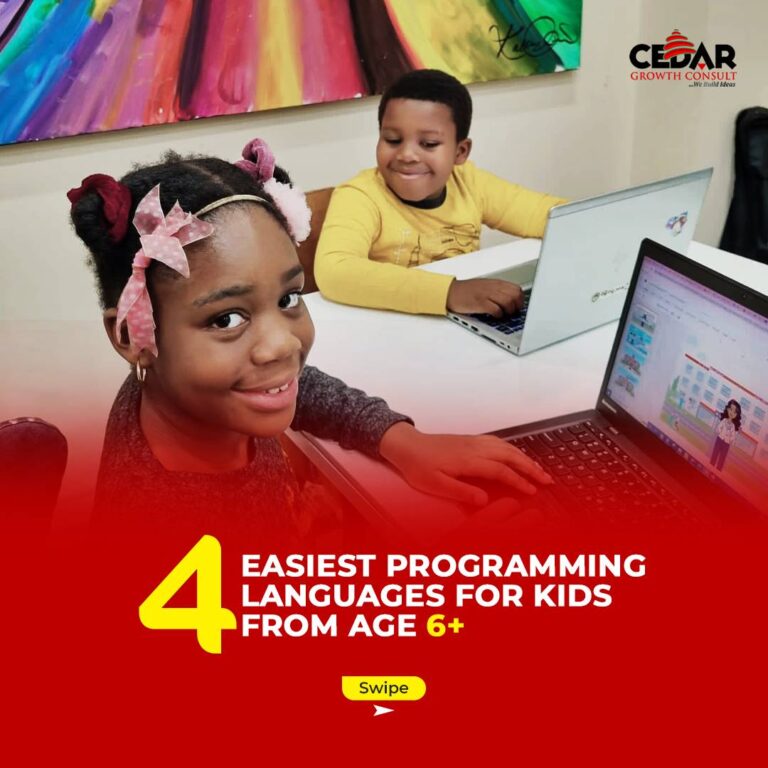 CEDAR
GROWTH CONSULT
...We Build Ideas
4 EASIEST PROGRAMMING
LANGUAGES FOR KIDS
FROM AGE 6+
Swipe